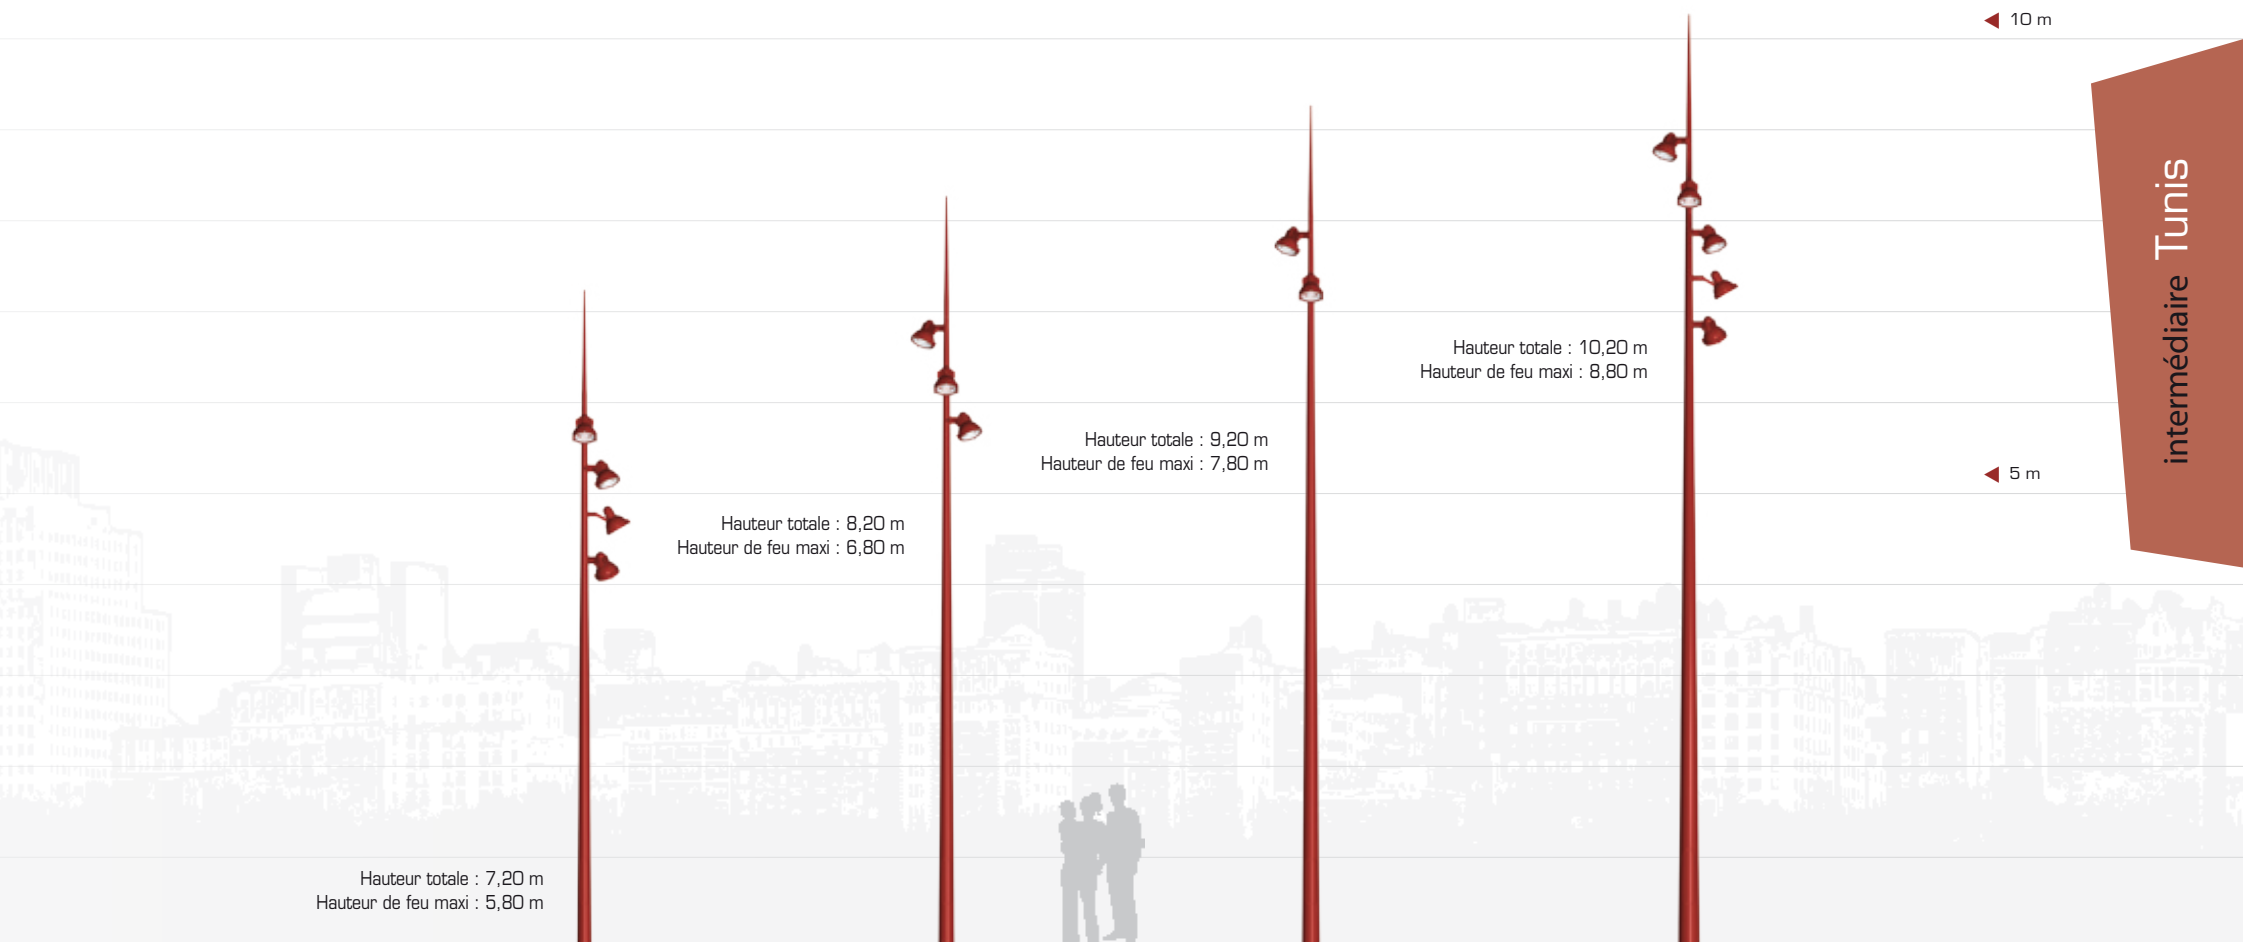 10 m
intermédiaire Tunis
Hauteur totale : 10,20 m
Hauteur de feu maxi : 8,80 m
Hauteur totale : 9,20 m
Hauteur de feu maxi : 7,80 m
5 m
Hauteur totale : 8,20 m
Hauteur de feu maxi : 6,80 m
Hauteur totale : 7,20 m
Hauteur de feu maxi : 5,80 m